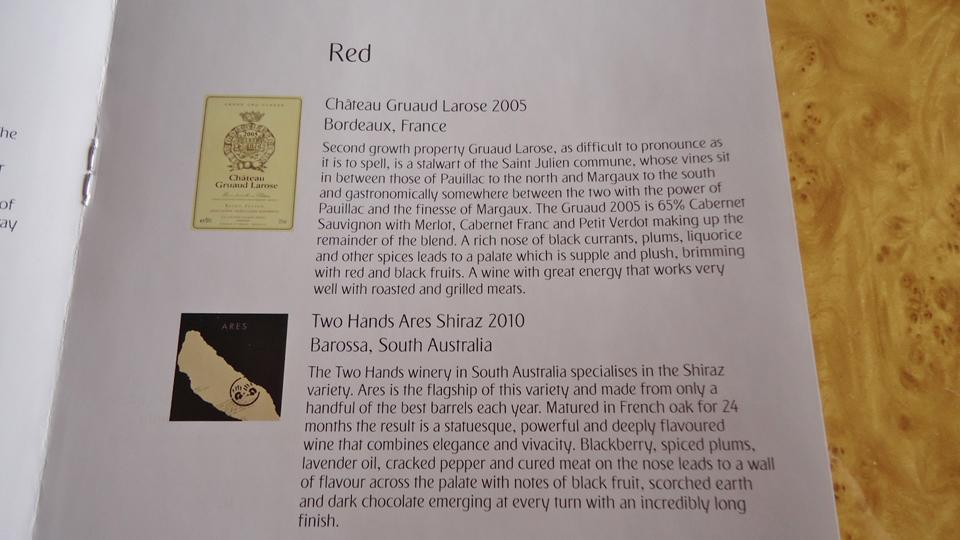 he
r
of
ay
Red
GRAND CRU CLASSÉ
2005
Château
Gruaud Larose
Château Gruaud Larose 2005
Bordeaux, France
Second growth property Gruaud Larose, as difficult to pronounce as
it is to spell, is a stalwart of the Saint Julien commune, whose vines sit
in between those of Pauillac to the north and Margaux to the south
and gastronomically somewhere between the two with the power of
Pauillac and the finesse of Margaux. The Gruaud 2005 is 65% Cabernet
Sauvignon with Merlot, Cabernet Franc and Petit Verdot making up the
remainder of the blend. A rich nose of black currants, plums, liquorice
and other spices leads to a palate which is supple and plush, brimming
with red and black fruits. A wine with great energy that works very
well with roasted and grilled meats.
ARES
Two Hands Ares Shiraz 2010
Barossa, South Australia
The Two Hands winery in South Australia specialises in the Shiraz
variety. Ares is the flagship of this variety and made from only a
handful of the best barrels each year. Matured in French oak for 24
months the result is a statuesque, powerful and deeply flavoured
wine that combines elegance and vivacity. Blackberry, spiced plums,
lavender oil, cracked pepper and cured meat on the nose leads to a wall
of flavour across the palate with notes of black fruit, scorched earth
and dark chocolate emerging at every turn with an incredibly long
finish.